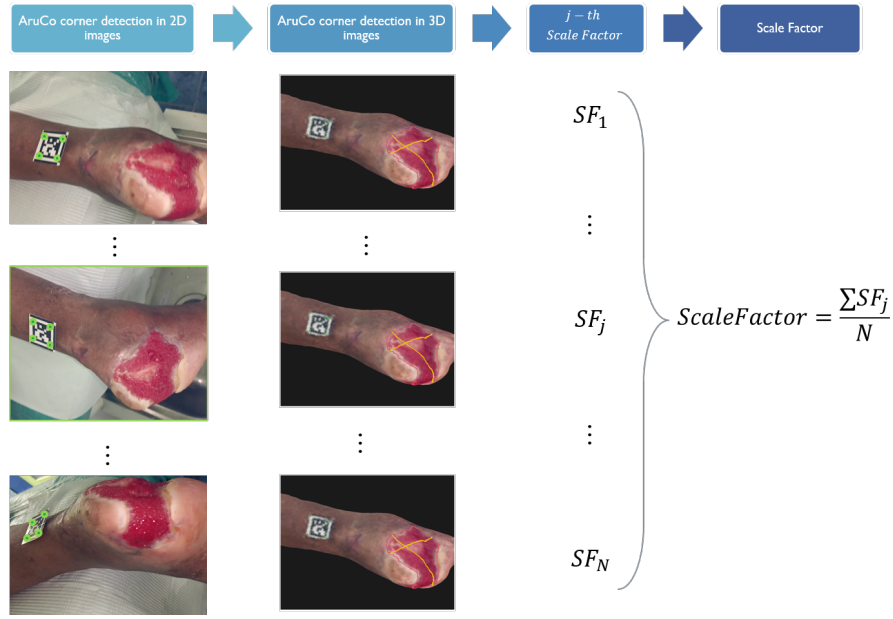 AruCo corner detection in 2D
images
AruCo corner detection in 3D
images
j − th
Scale Factor
Scale Factor
SF₁
⋮
⋮
⋮
SFⱼ
ScaleFactor = ∑SFⱼ / N
⋮
⋮
⋮
SF_N